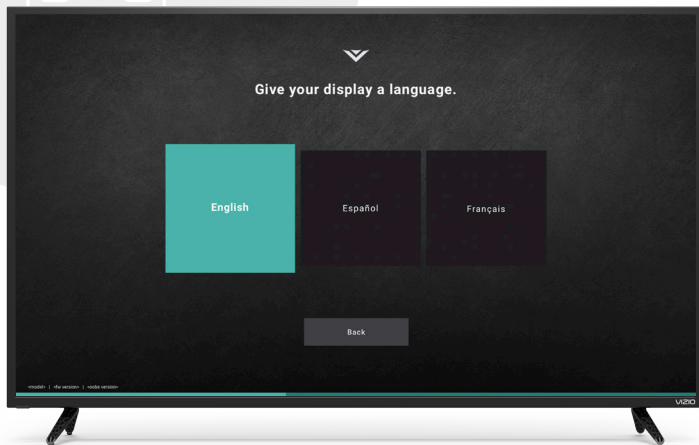 Give your display a language.
English
Español
Français
Back
<model> | <fw version> | <oobe version>
VIZIO